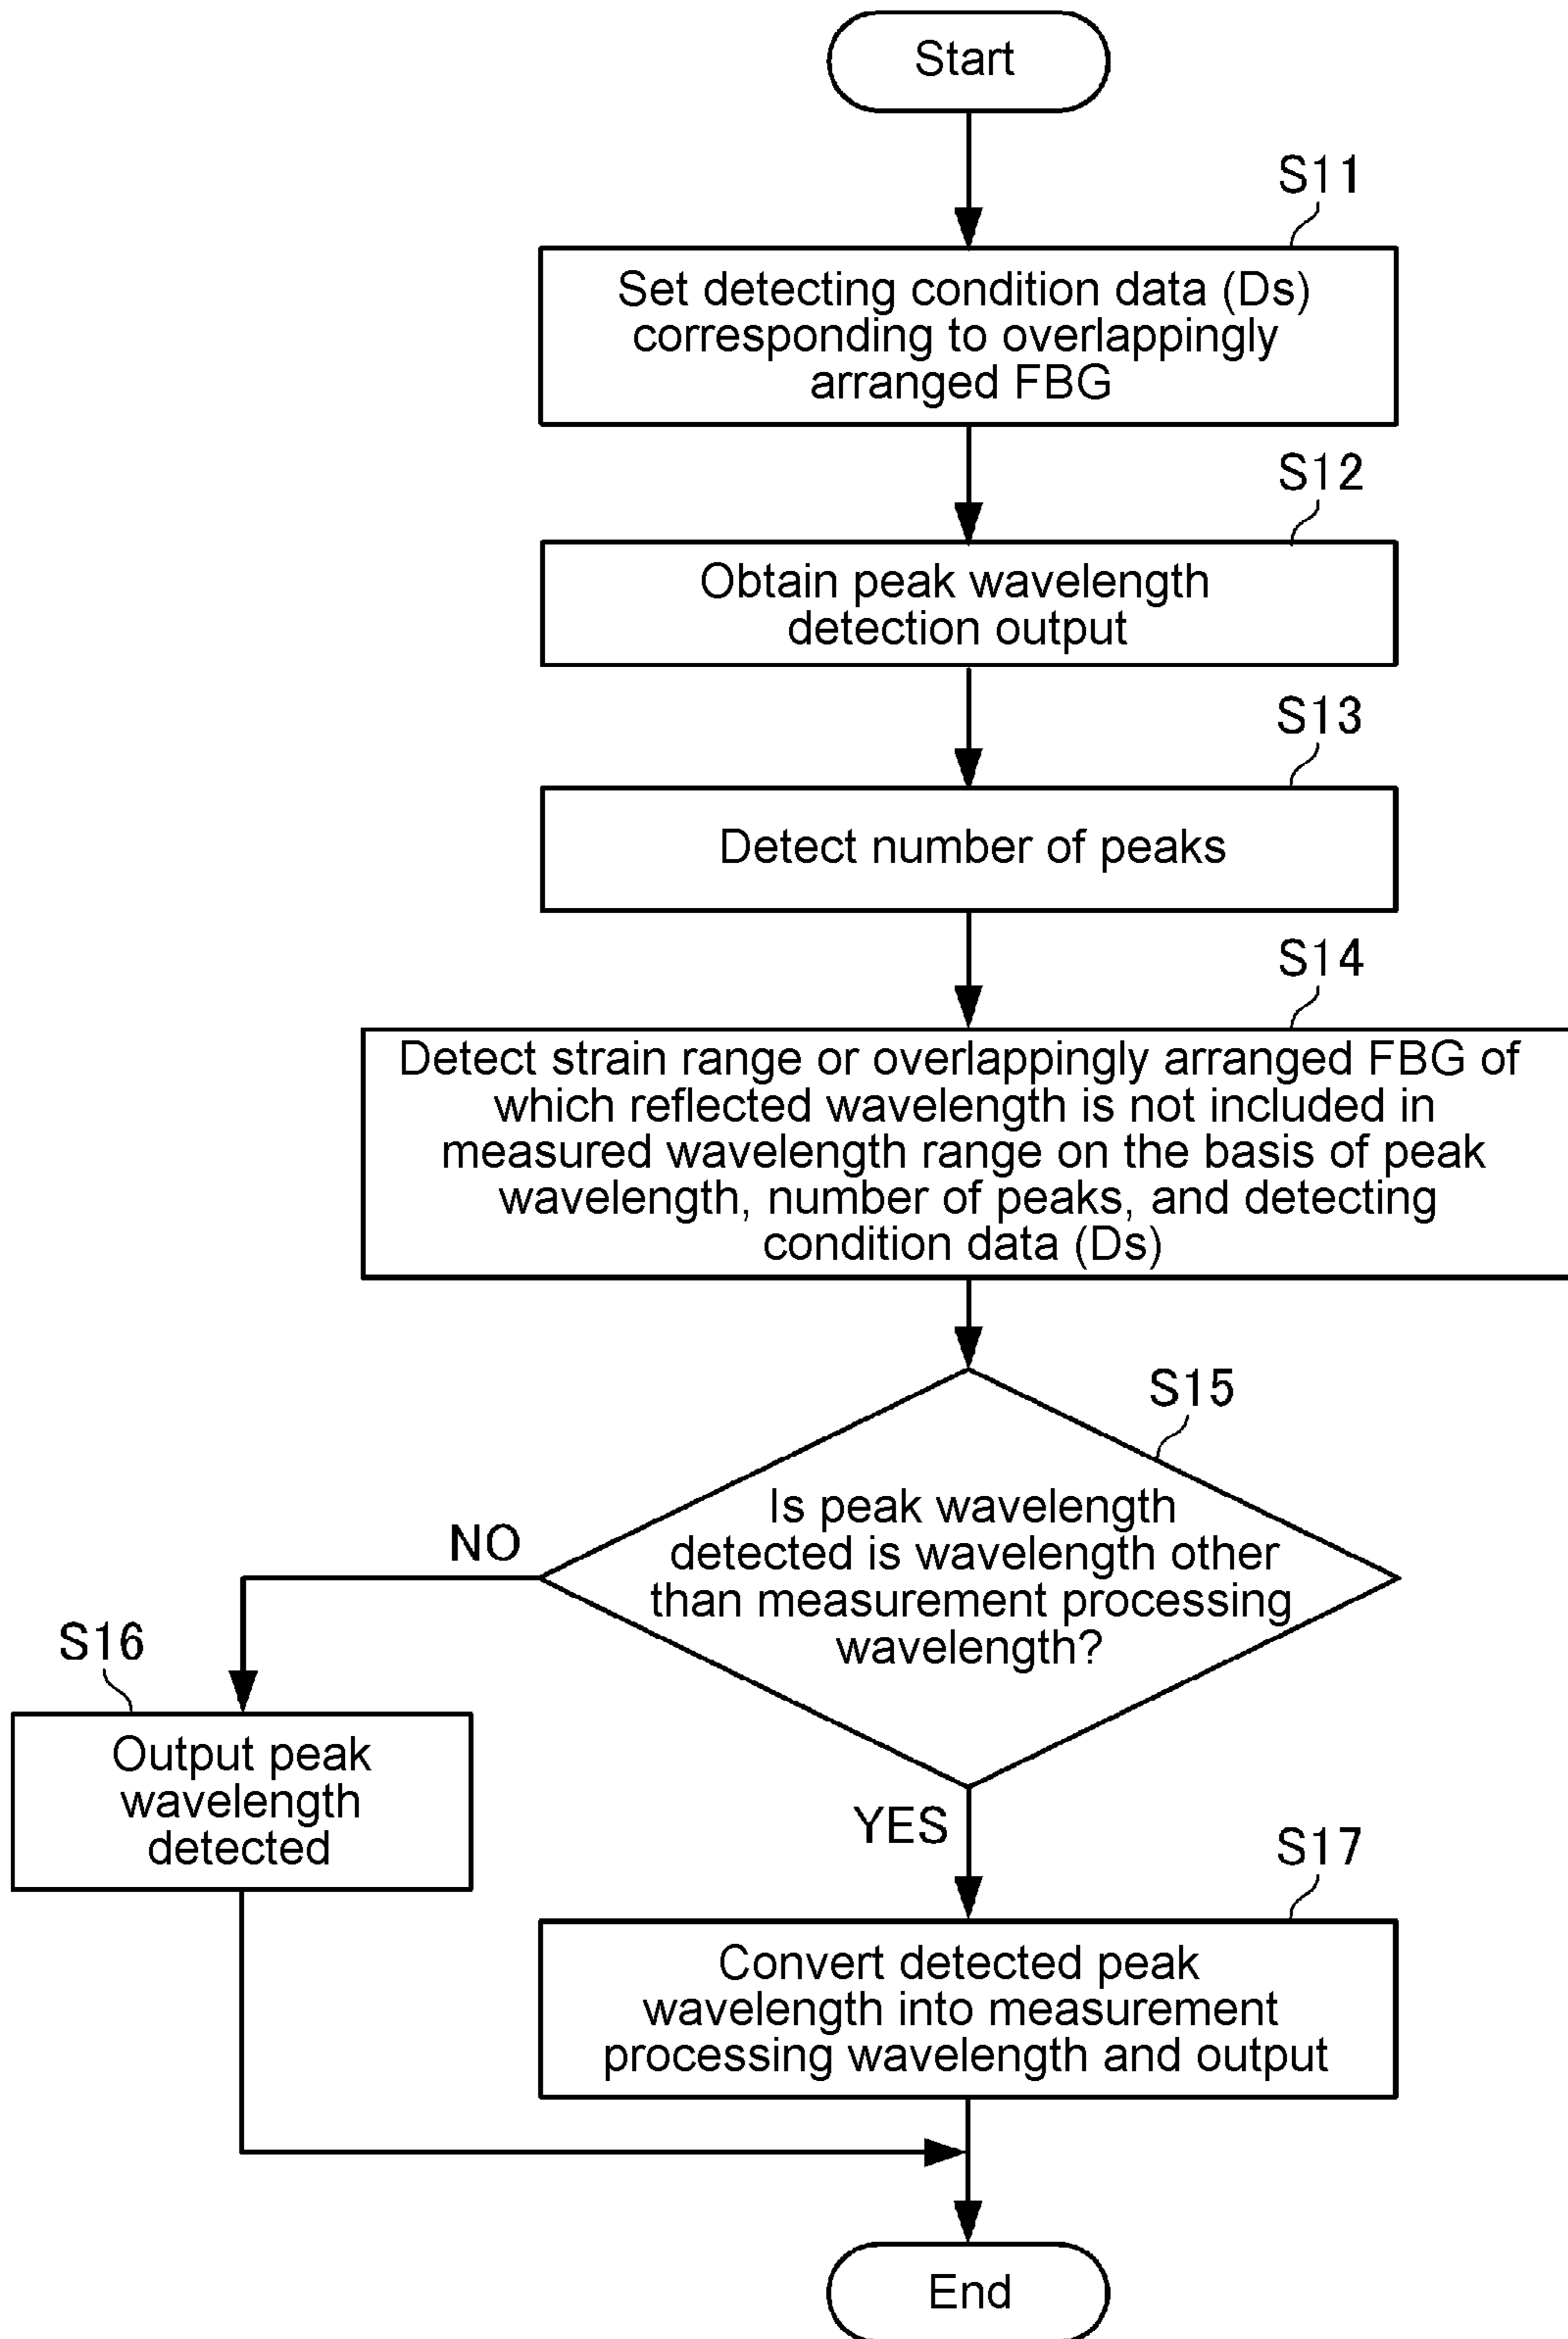 Start
S11
Set detecting condition data (Ds)
corresponding to overlappingly
arranged FBG
S12
Obtain peak wavelength
detection output
S13
Detect number of peaks
S14
Detect strain range or overlappingly arranged FBG of
which reflected wavelength is not included in
measured wavelength range on the basis of peak
wavelength, number of peaks, and detecting
condition data (Ds)
S15
Is peak wavelength
detected is wavelength other
than measurement processing
wavelength?
NO
S16
Output peak
wavelength
detected
YES
S17
Convert detected peak
wavelength into measurement
processing wavelength and output
End